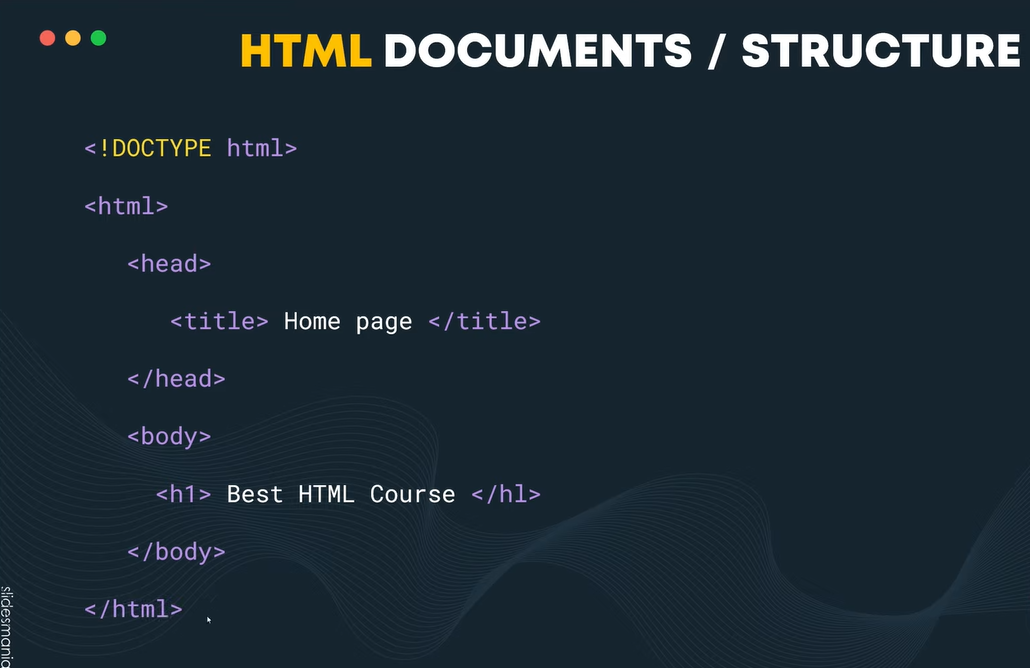 HTML DOCUMENTS / STRUCTURE
<!DOCTYPE html>
<html>
<head>
<title> Home page </title>
</head>
<body>
<h1> Best HTML Course </hl>
</body>
</html>
slidesmania